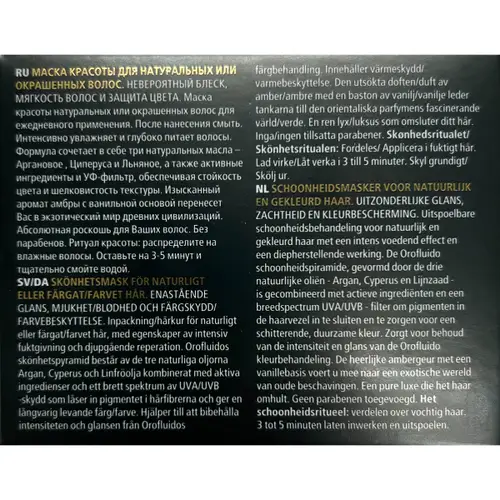 RU МАСКА КРАСОТЫ ДЛЯ НАТУРАЛЬНЫХ ИЛИ
ОКРАШЕННЫХ ВОЛОС. НЕВЕРОЯТНЫЙ БЛЕСК,
МЯГКОСТЬ ВОЛОС И ЗАЩИТА ЦВЕТА. Маска
красоты натуральных или окрашенных волос для
ежедневного применения. После нанесения смыть.
Интенсивно увлажняет и глубоко питает волосы.
Формула сочетает в себе три натуральных масла –
Аргановое , Циперуса и Льняное, а также активные
ингредиенты и УФ-фильтр, обеспечивая стойкость
цвета и шелковистость текстуры. Изысканный
аромат амбры с ванильной основой перенесет
Вас в экзотический мир древних цивилизаций.
Абсолютная роскошь для Ваших волос. Без
парабенов. Ритуал красоты: распределите на
влажные волосы. Оставьте на 3-5 минут и
тщательно смойте водой.
SV/DA SKÖNHETSMASK FÖR NATURLIGT
ELLER FÄRGAT/FARVET HÅR. ENASTÅENDE
GLANS, MJUKHET/BLØDHED OCH FÄRGSKYDD/
FARVEBESKYTTELSE. Inpackning/hårkur för naturligt
eller färgat/farvet hår, med egenskaper av intensiv
fuktgivning och djupgående reperation. Orofluidos
skönhetspyramid består av de tre naturliga oljorna
Argan, Cyperus och Linfröolja kombinerat med aktiva
ingredienser och ett brett spektrum av UVA/UVB
-skydd som låser in pigmentet i hårfibrerna och ger en
långvarig levande färg/farve. Hjälper till att bibehålla
intensiteten och glansen från Orofluidos
färgbehandling. Innehåller värmeskydd/
varmebeskyttelse. Den utsökta doften/duft av
amber/ambre med en baston av vanilj/vanilje leder
tankarna till den orientaliska parfymens fascinerande
värld/verde. En ren lyx/luksus som omsluter ditt hår.
Inga/ingen tillsatta parabener. Skonhedsritualet/
Skönhetsritualen: Fordeles/ Applicera i fuktigt hår.
Lad virke/Låt verka i 3 till 5 minuter. Skyl grundigt/
Skölj ur.
NL SCHOONHEIDSMASKER VOOR NATUURLIJK
EN GEKLEURD HAAR. UITZONDERLIJKE GLANS,
ZACHTHEID EN KLEURBESCHERMING. Uitspoelbare
schoonheidsbehandeling voor natuurlijk en
gekleurd haar met een intens voedend effect en
een diepherstellende werking. De Orofluido
schoonheidspiramide, gevormd door de drie
natuurlijke oliën - Argan, Cyperus en Lijnzaad -
is gecombineerd met actieve ingrediënten en een
breedspectrum UVA/UVB - filter om pigmenten in
de haarvezel in te sluiten en te zorgen voor een
schitterende, duurzame kleur. Zorgt voor behoud
van de intensiteit en glans van de Orofluido
kleurbehandeling. De heerlijke ambergeur met een
vanillebasis voert u mee naar een exotische wereld
van oude beschavingen. Een pure luxe die het haar
omhult. Geen parabenen toegevoegd. Het
schoonheidsritueel: verdelen over vochtig haar.
3 tot 5 minuten laten inwerken en uitspoelen.